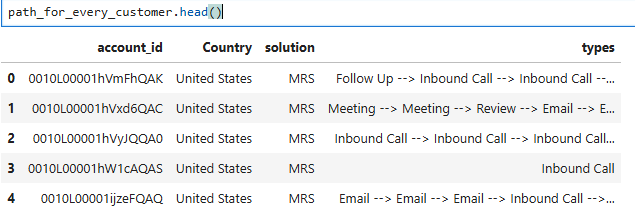 path_for_every_customer.head()
account_id Country solution types
0 0010L00001hVmFhQAK United States MRS Follow Up --> Inbound Call --> Inbound Call --...
1 0010L00001hVxd6QAC United States MRS Meeting --> Meeting --> Review --> Email --> E...
2 0010L00001hVyJQQA0 United States MRS Inbound Call --> Inbound Call --> Inbound Call...
3 0010L00001hW1cAQAS United States MRS Inbound Call
4 0010L00001ijzeFQAQ United States MRS Email --> Email --> Email --> Inbound Call -->...